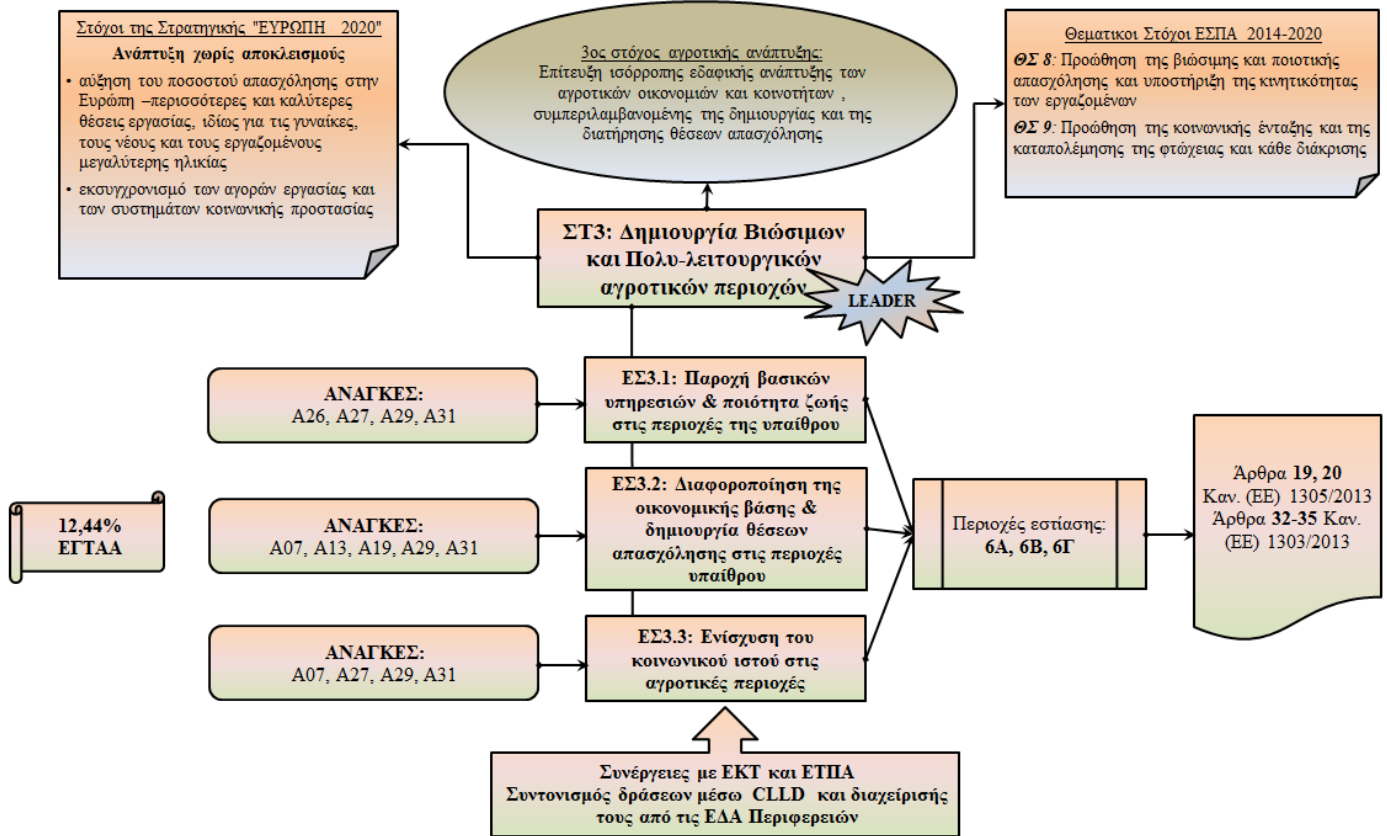 Στόχοι της Στρατηγικής "ΕΥΡΩΠΗ 2020"
Ανάπτυξη χωρίς αποκλεισμούς
• αύξηση του ποσοστού απασχόλησης στην
Ευρώπη –περισσότερες και καλύτερες
θέσεις εργασίας, ιδίως για τις γυναίκες,
τους νέους και τους εργαζομένους
μεγαλύτερης ηλικίας
• εκσυγχρονισμό των αγορών εργασίας και
των συστημάτων κοινωνικής προστασίας
3ος στόχος αγροτικής ανάπτυξης:
Επίτευξη ισόρροπης εδαφικής ανάπτυξης των
αγροτικών οικονομιών και κοινοτήτων ,
συμπεριλαμβανομένης της δημιουργίας και της
διατήρησης θέσεων απασχόλησης
Θεματικοι Στόχοι ΕΣΠΑ 2014-2020
ΘΣ 8: Προώθηση της βιώσιμης και ποιοτικής
απασχόλησης και υποστήριξη της κινητικότητας
των εργαζομένων
ΘΣ 9: Προώθηση της κοινωνικής ένταξης και της
καταπολέμησης της φτώχειας και κάθε διάκρισης
ΣΤ3: Δημιουργία Βιώσιμων
και Πολυ-λειτουργικών
αγροτικών περιοχών
LEADER
ΑΝΑΓΚΕΣ:
Α26, Α27, Α29, Α31
ΕΣ3.1: Παροχή βασικών
υπηρεσιών & ποιότητα ζωής
στις περιοχές της υπαίθρου
12,44%
ΕΓΤΑΑ
ΑΝΑΓΚΕΣ:
Α07, Α13, Α19, Α29, Α31
ΕΣ3.2: Διαφοροποίηση της
οικονομικής βάσης &
δημιουργία θέσεων
απασχόλησης στις περιοχές
υπαίθρου
Περιοχές εστίασης:
6Α, 6Β, 6Γ
Άρθρα 19, 20
Καν. (ΕΕ) 1305/2013
Άρθρα 32-35 Καν.
(ΕΕ) 1303/2013
ΑΝΑΓΚΕΣ:
Α07, Α27, Α29, Α31
ΕΣ3.3: Ενίσχυση του
κοινωνικού ιστού στις
αγροτικές περιοχές
Συνέργειες με ΕΚΤ και ΕΤΠΑ
Συντονισμός δράσεων μέσω CLLD και διαχείρισής
τους από τις ΕΔΑ Περιφερειών